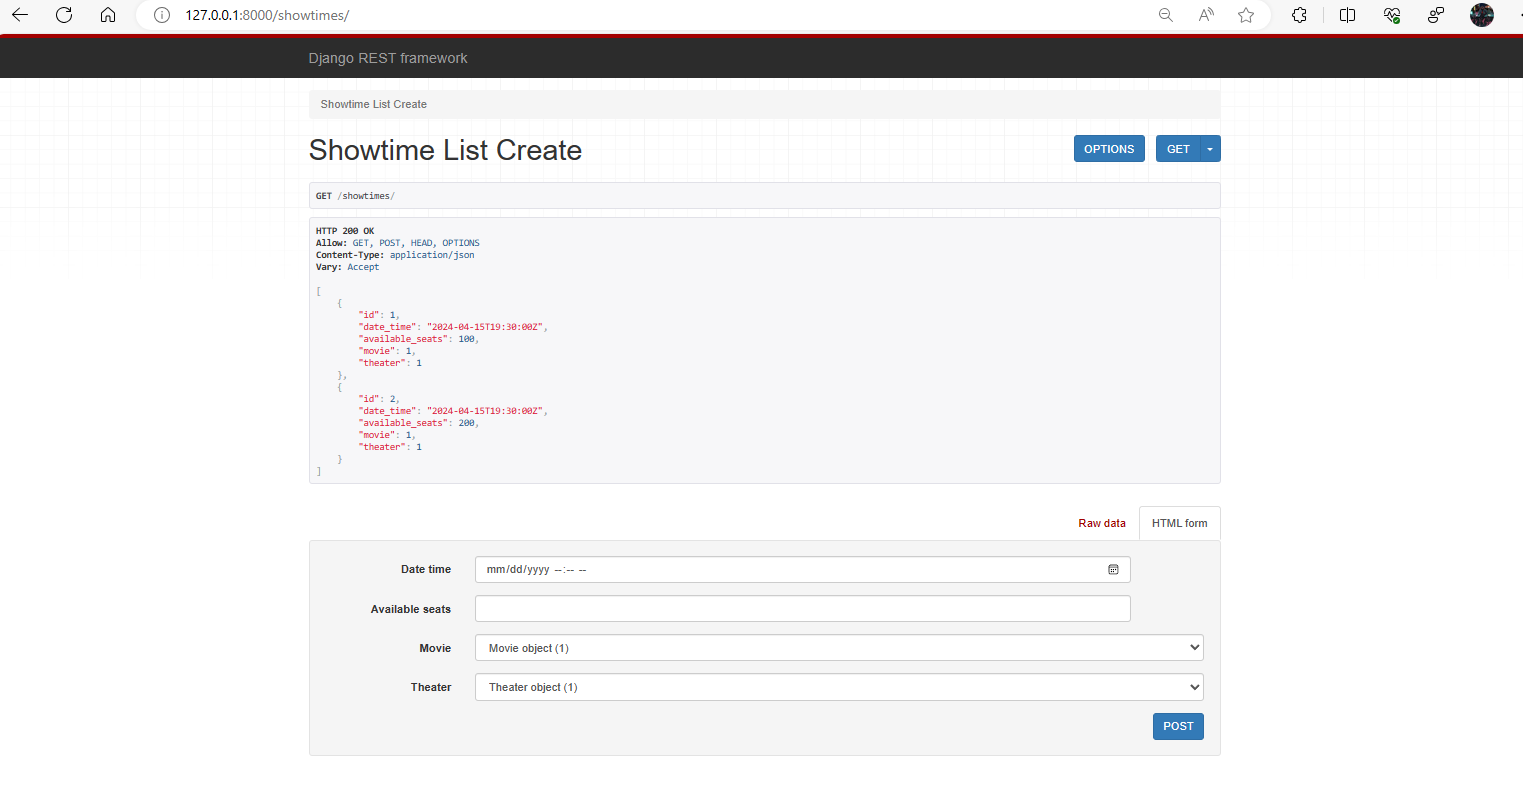 127.0.0.1:8000/showtimes/
Django REST framework
Showtime List Create
Showtime List Create
OPTIONS
GET
GET /showtimes/
HTTP 200 OK
Allow: GET, POST, HEAD, OPTIONS
Content-Type: application/json
Vary: Accept
[
    {
        "id": 1,
        "date_time": "2024-04-15T19:30:00Z",
        "available_seats": 100,
        "movie": 1,
        "theater": 1
    },
    {
        "id": 2,
        "date_time": "2024-04-15T19:30:00Z",
        "available_seats": 200,
        "movie": 1,
        "theater": 1
    }
]
Raw data
HTML form
Date time mm/dd/yyyy --:-- --
Available seats
Movie Movie object (1)
Theater Theater object (1)
POST